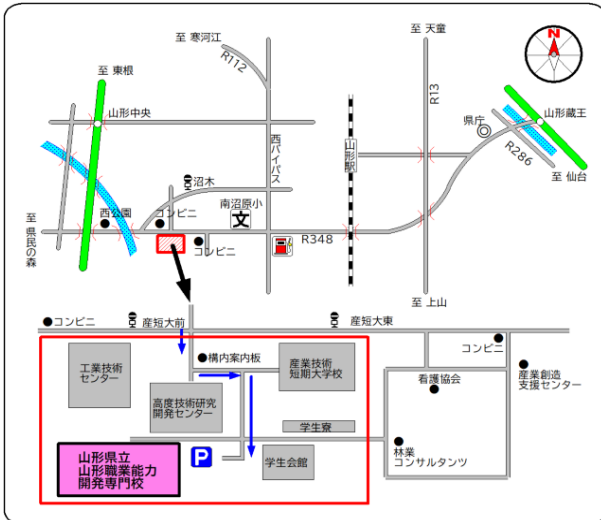 至 寒河江
至 天童
R112
N
至 東根
R13
山形中央
県庁
山形蔵王
西バイパス
山形駅
R286
沼木
至 仙台
南沼原小
文
西公園
コンビニ
至 県民の森
コンビニ
R348
至 上山
コンビニ
産短大前
産短大東
コンビニ
構内案内板
工業技術
センター
産業技術
短期大学校
産業創造
支援センター
看護協会
高度技術研究
開発センター
学生寮
林業
コンサルタンツ
P
学生会館
山形県立
山形職業能力
開発専門校